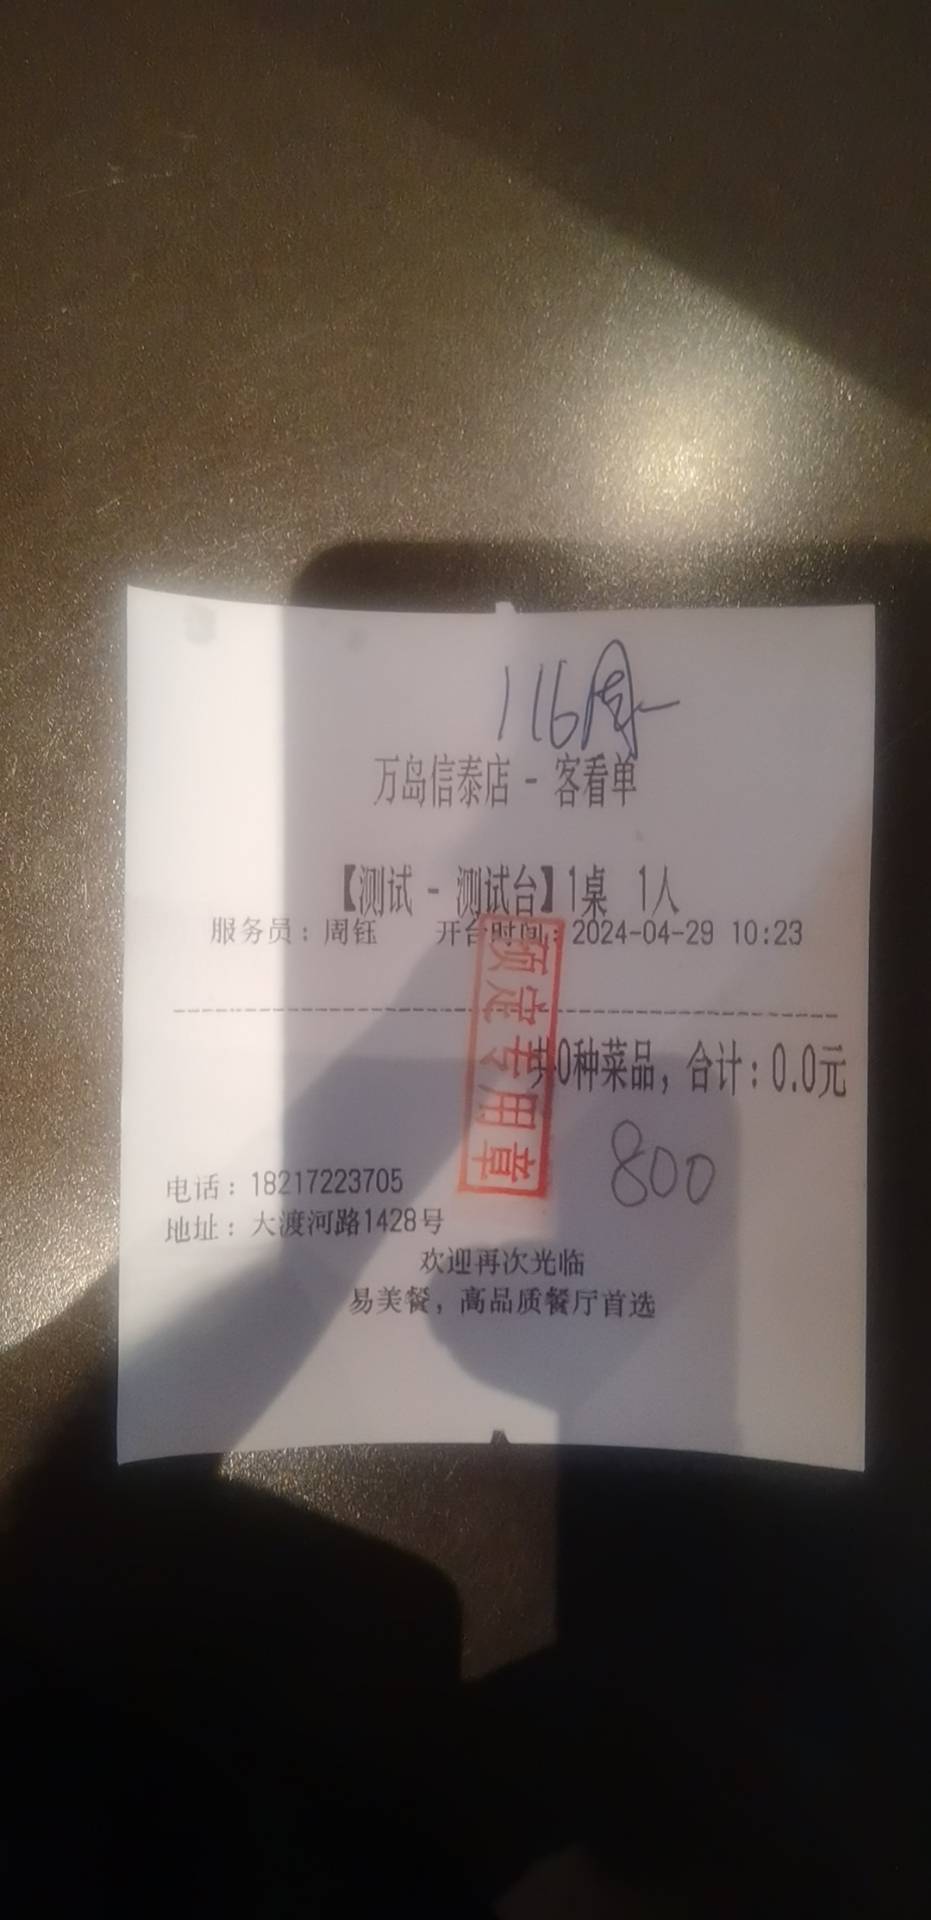 116周
万岛信泰店 - 客看单
【测试 - 测试台】1桌 1人
服务员：周钰 开台时间：2024-04-29 10:23
预定专用章
共0种菜品，合计：0.0元
800
电话：18217223705
地址：大渡河路1428号
欢迎再次光临
易美餐，高品质餐厅首选